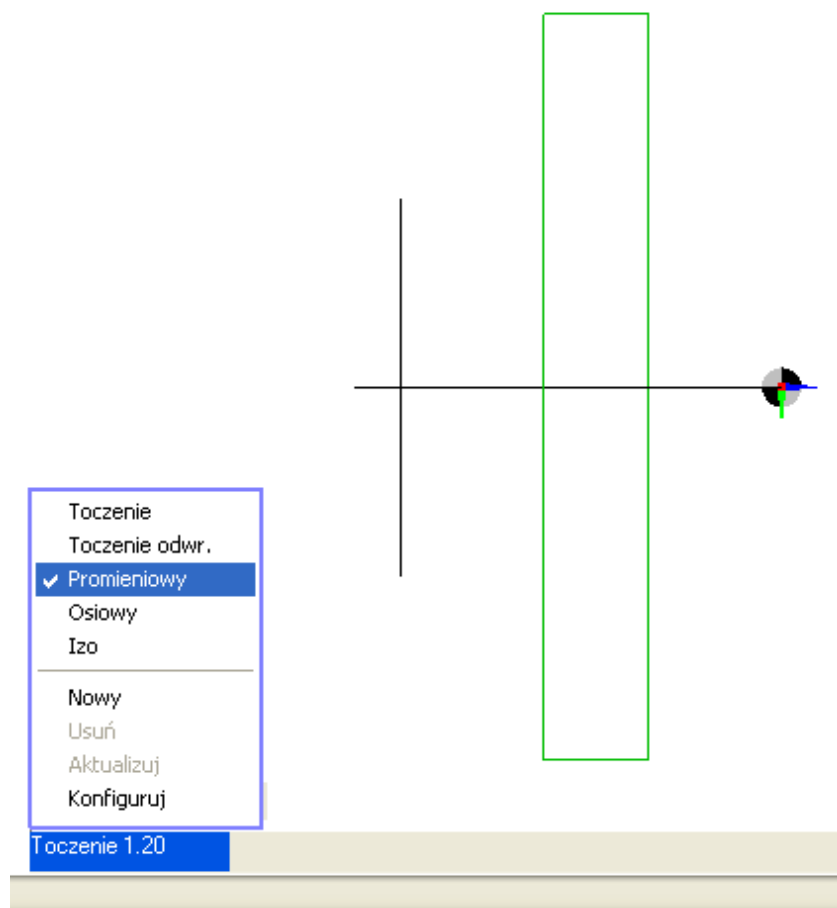 Toczenie
Toczenie odwr.
Promieniowy
Osiowy
Izo
Nowy
Usuń
Aktualizuj
Konfiguruj
Toczenie 1.20